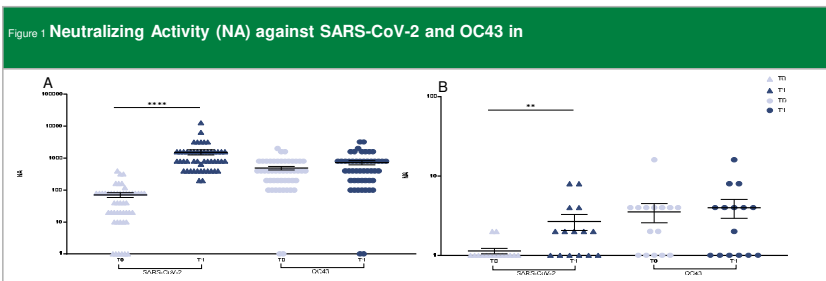 Figure 1 Neutralizing Activity (NA) against SARS-CoV-2 and OC43 in
A
100000
10000
1000
100
10
1
NA
****
T0
T1
T0
T1
SARS-CoV-2
OC43
B
100
10
1
NA
**
T0
T1
T0
T1
SARS-CoV-2
OC43
T0
T1
T0
T1